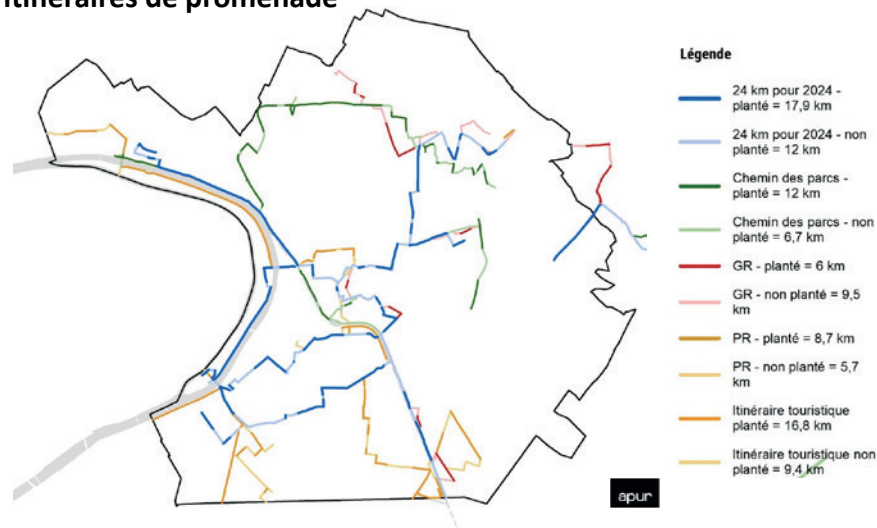 itinéraires de promenade
Légende
24 km pour 2024 -
planté = 17,9 km
24 km pour 2024 - non
planté = 12 km
Chemin des parcs -
planté = 12 km
Chemin des parcs - non
planté = 6,7 km
GR - planté = 6 km
GR - non planté = 9,5
km
PR - planté = 8,7 km
PR - non planté = 5,7
km
Itinéraire touristique
planté = 16,8 km
Itinéraire touristique non
planté = 9,4 km
apur